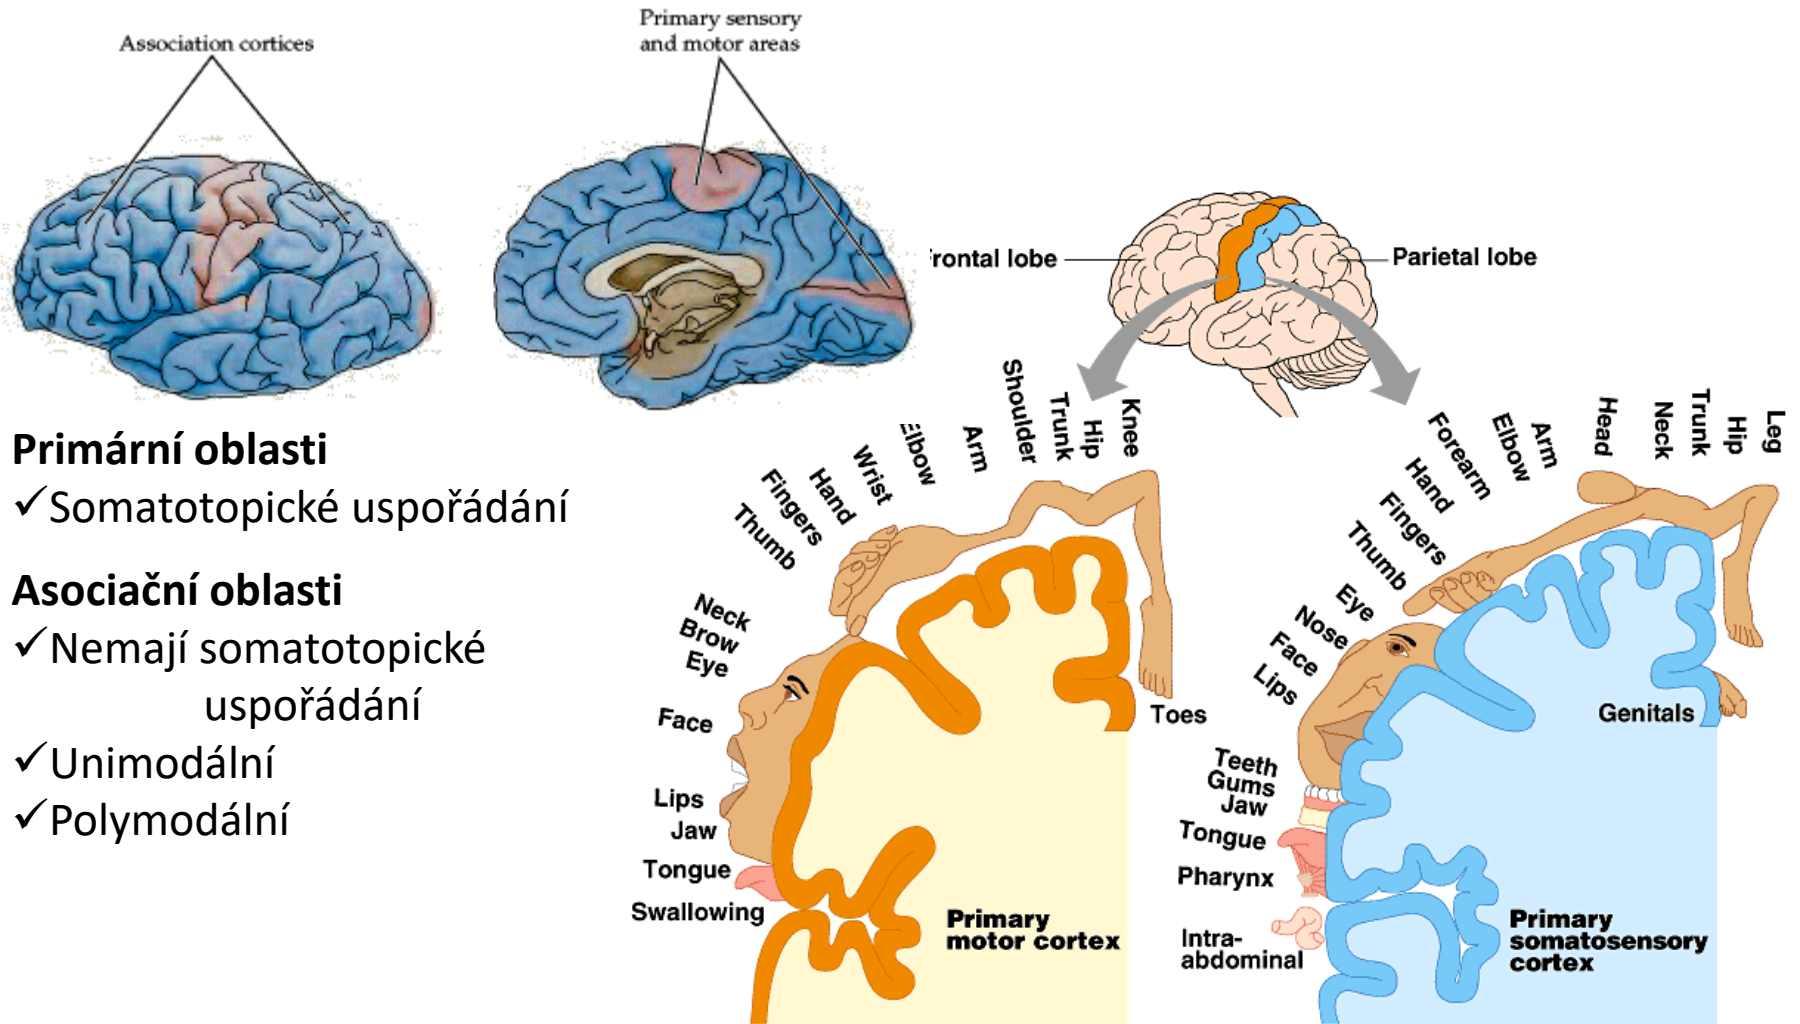 Association cortices
Primary sensory
and motor areas
rontal lobe
Parietal lobe
Primární oblasti
✓Somatotopické uspořádání
Asociační oblasti
✓Nemají somatotopické
uspořádání
✓Unimodální
✓Polymodální
Toes
Knee
Hip
Trunk
Shoulder
Arm
Elbow
Wrist
Hand
Fingers
Thumb
Neck
Brow
Eye
Face
Lips
Jaw
Tongue
Swallowing
Primary
motor cortex
Leg
Hip
Trunk
Neck
Head
Arm
Elbow
Forearm
Hand
Fingers
Thumb
Eye
Nose
Face
Lips
Genitals
Teeth
Gums
Jaw
Tongue
Pharynx
Intra-
abdominal
Primary
somatosensory
cortex